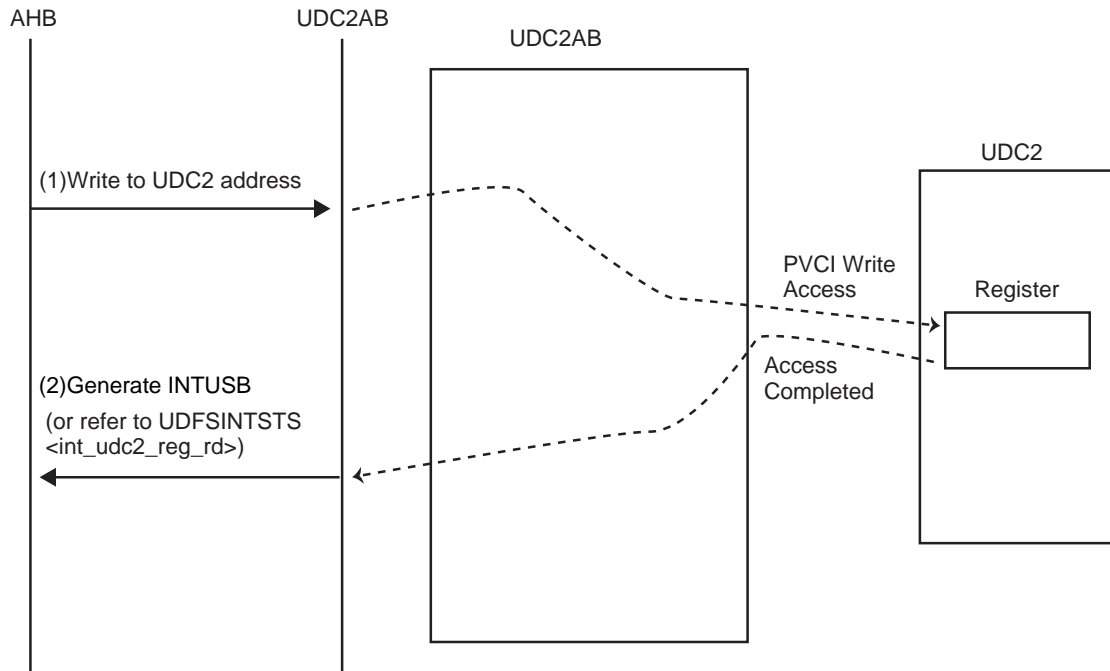 AHB
UDC2AB
UDC2AB
UDC2
(1)Write to UDC2 address
PVCI Write
Access
Register
Access
Completed
(2)Generate INTUSB
(or refer to UDFSINTSTS
<int_udc2_reg_rd>)